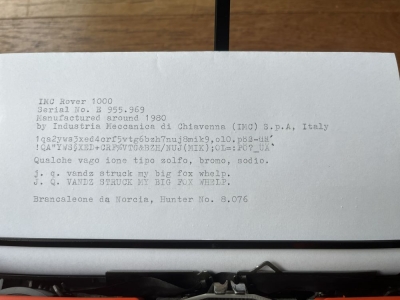 IMC Rover 1000
Serial No. S 955.969
Manufactured around 1980
by Industria Meccanica di Chiavenna (IMC) S.p.A, Italy
Qualche vago ione tipo solfo, bromo, sodio.
j. q. vandz struck my big fox whelp.
J. Q. VANDZ STRUCK MY BIG FOX WHELP.
Brancaleone da Norcia, Hunter No. 8.076